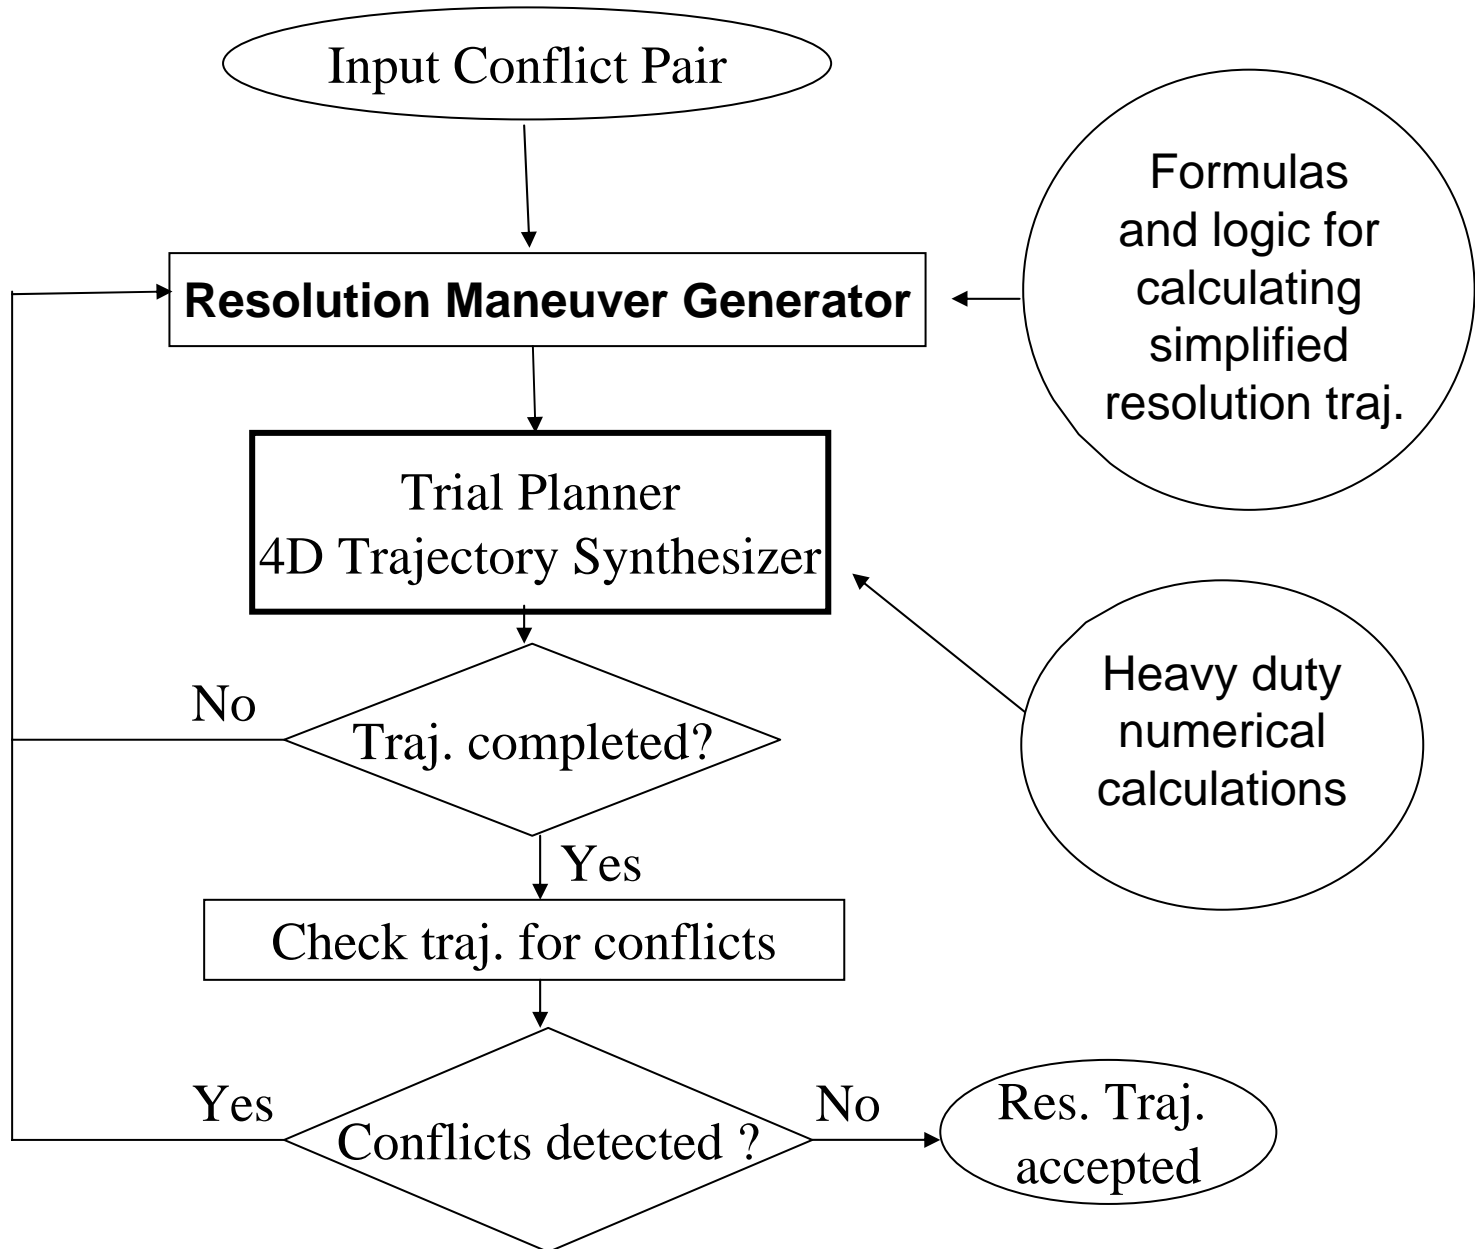 Input Conflict Pair
Resolution Maneuver Generator
Formulas
and logic for
calculating
simplified
resolution traj.
Trial Planner
4D Trajectory Synthesizer
Heavy duty
numerical
calculations
No
Traj. completed?
Yes
Check traj. for conflicts
Yes
Conflicts detected ?
No
Res. Traj.
accepted